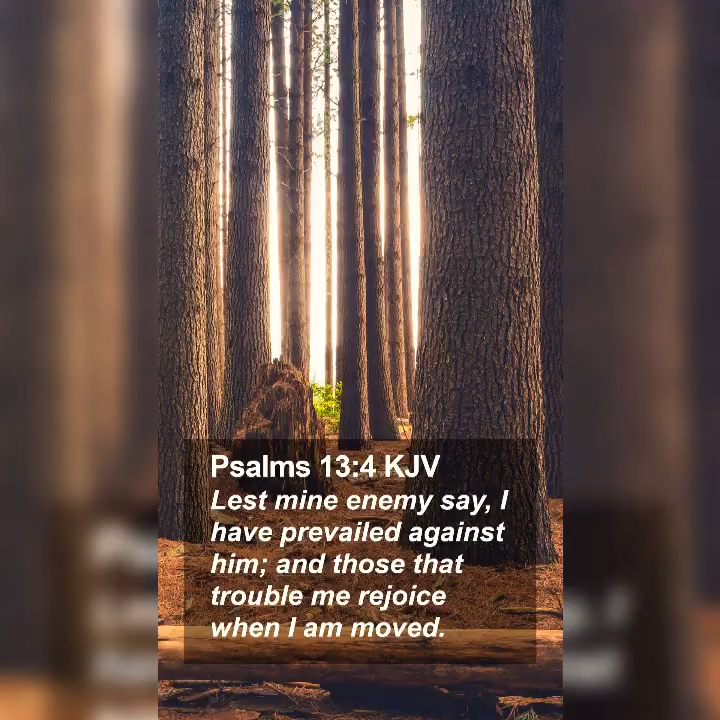 Psalms 13:4 KJV
Lest mine enemy say, I
have prevailed against
him; and those that
trouble me rejoice
when I am moved.